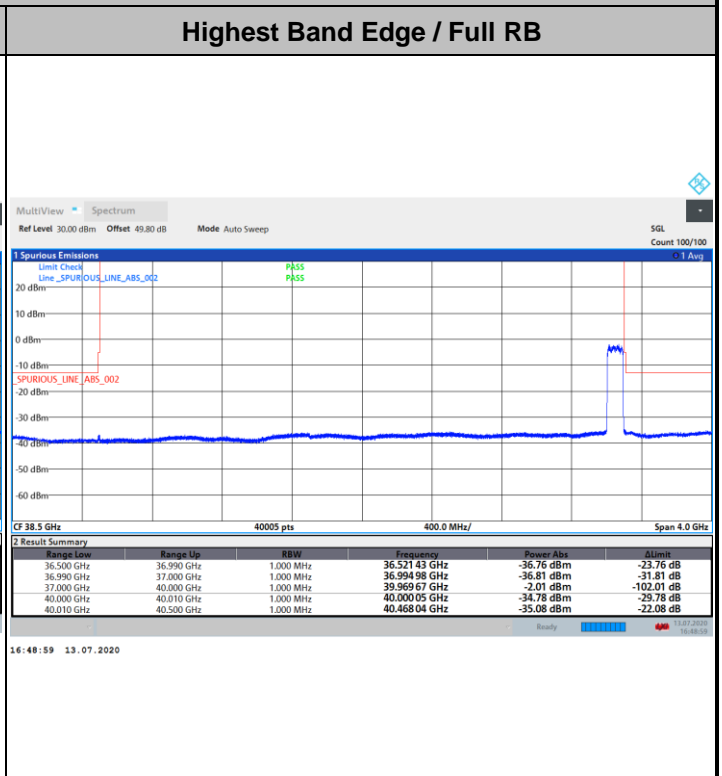 Highest Band Edge / Full RB
MultiView Spectrum
Ref Level 30.00 dBm Offset 49.80 dB Mode Auto Sweep SGL
Count 100/100
1 Spurious Emissions 1 Avg
Limit Check PASS
Line _SPURIOUS_LINE_ABS_002 PASS
20 dBm
10 dBm
0 dBm
-10 dBm
_SPURIOUS_LINE_ABS_002
-20 dBm
-30 dBm
-40 dBm
-50 dBm
-60 dBm
CF 38.5 GHz 40005 pts 400.0 MHz/ Span 4.0 GHz
2 Result Summary
Range Low Range Up RBW Frequency Power Abs ΔLimit
36.500 GHz 36.990 GHz 1.000 MHz 36.521 43 GHz -36.76 dBm -23.76 dB
36.990 GHz 37.000 GHz 1.000 MHz 36.994 98 GHz -36.81 dBm -31.81 dB
37.000 GHz 40.000 GHz 1.000 MHz 39.969 67 GHz -2.01 dBm -102.01 dB
40.000 GHz 40.010 GHz 1.000 MHz 40.000 05 GHz -34.78 dBm -29.78 dB
40.010 GHz 40.500 GHz 1.000 MHz 40.468 04 GHz -35.08 dBm -22.08 dB
Ready 13.07.2020
16:48:59
16:48:59 13.07.2020